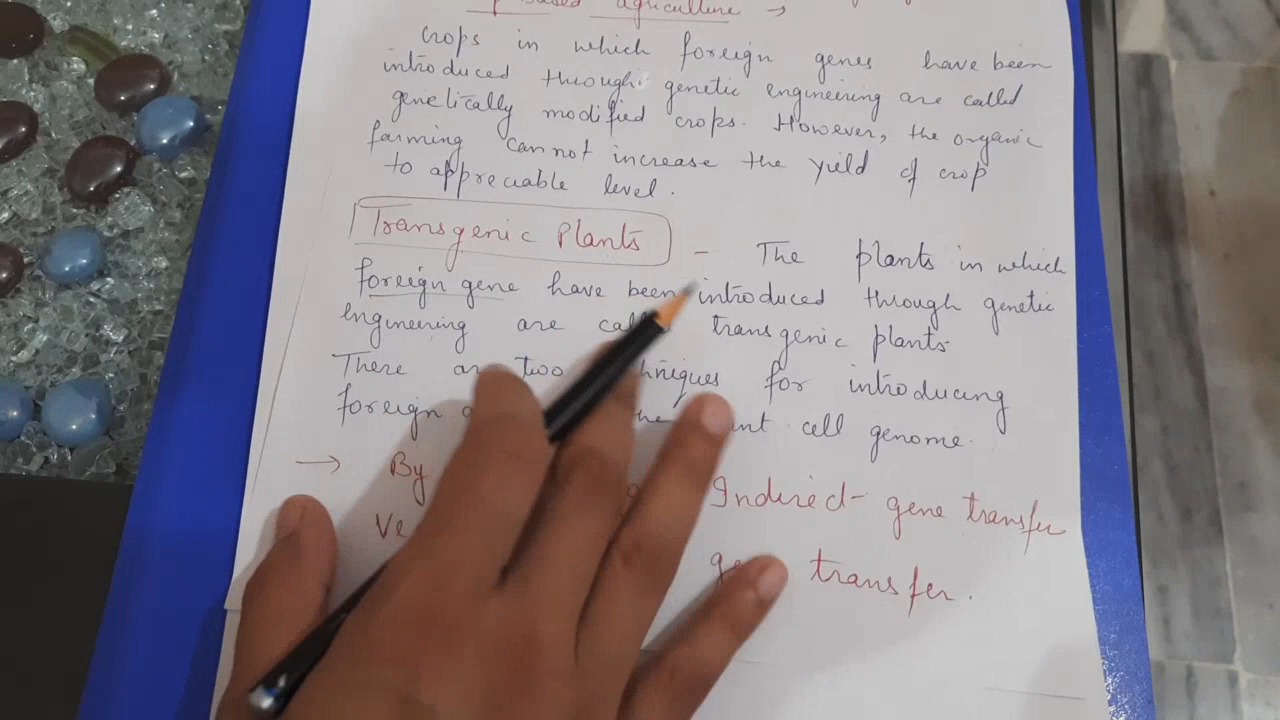 based agriculture →
crops in which foreign genes have been
introduced through genetic engineering are called
genetically modified crops. However, the organic
farming cannot increase the yield of crop
to appreciable level.
Transgenic Plants - The plants in which
foreign gene have been introduced through genetic
engineering are transgenic plants
There two for introducing
foreign cell genome.
→ By Indirect gene transfer
transfer.